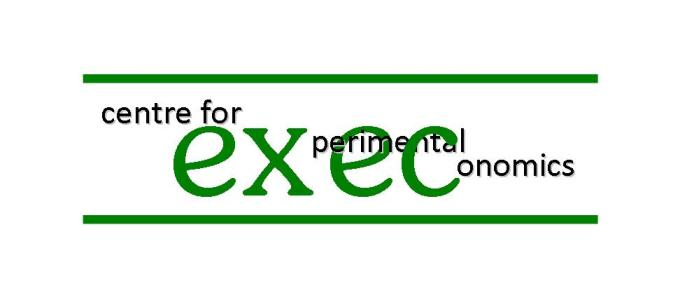 centre for
exec
perimental
onomics